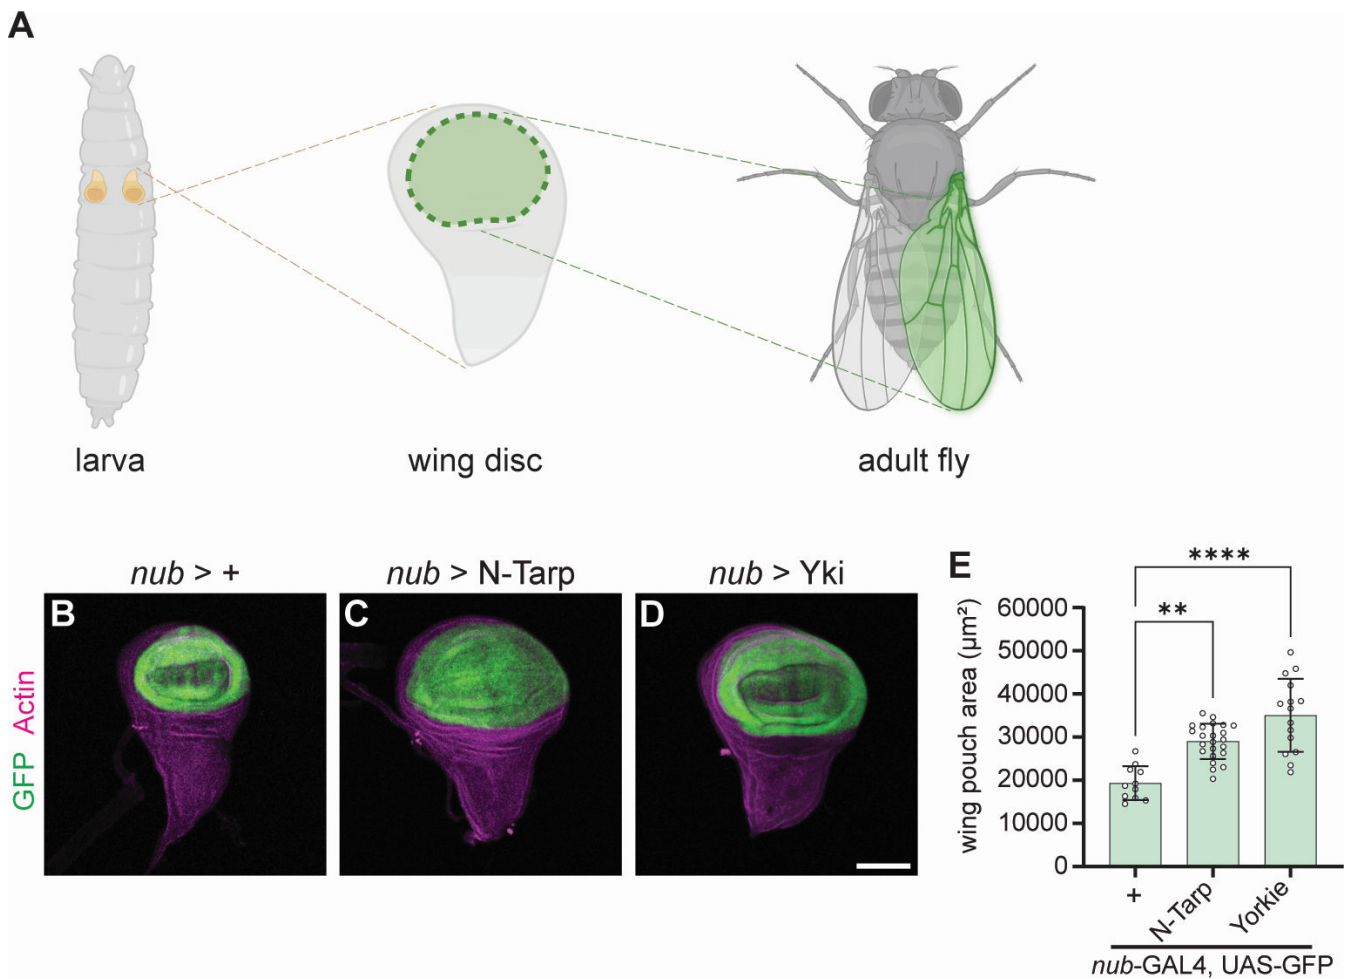 A
larva
wing disc
adult fly
nub > +
nub > N-Tarp
nub > Yki
B
C
D
GFP Actin
E
****
**
60000
50000
40000
30000
20000
10000
0
wing pouch area (µm²)
+
N-Tarp
Yorkie
nub-GAL4, UAS-GFP